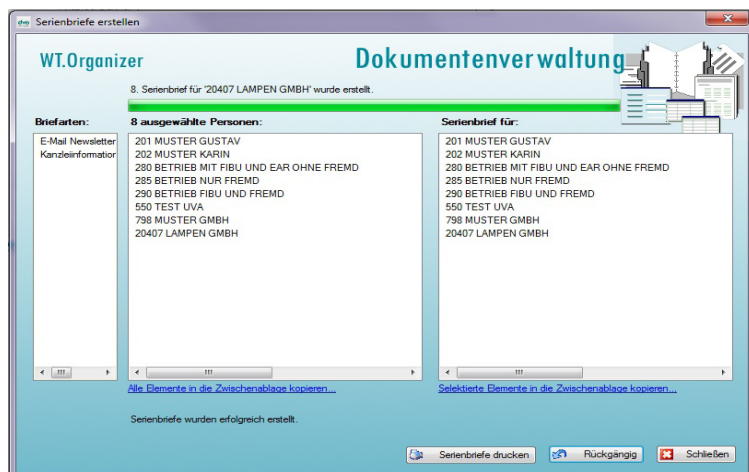 Serienbriefe erstellen
WT.Organizer
Dokumentenverwaltung
8. Serienbrief für '20407 LAMPEN GMBH' wurde erstellt.
Briefarten:
E-Mail Newsletter
Kanzleiinformation
8 ausgewählte Personen:
201 MUSTER GUSTAV
202 MUSTER KARIN
280 BETRIEB MIT FIBU UND EAR OHNE FREMD
285 BETRIEB NUR FREMD
290 BETRIEB FIBU UND FREMD
550 TEST UVA
798 MUSTER GMBH
20407 LAMPEN GMBH
Alle Elemente in die Zwischenablage kopieren...
Serienbrief für:
201 MUSTER GUSTAV
202 MUSTER KARIN
280 BETRIEB MIT FIBU UND EAR OHNE FREMD
285 BETRIEB NUR FREMD
290 BETRIEB FIBU UND FREMD
550 TEST UVA
798 MUSTER GMBH
20407 LAMPEN GMBH
Selektierte Elemente in die Zwischenablage kopieren...
Serienbriefe wurden erfolgreich erstellt.
Serienbriefe drucken
Rückgängig
Schließen